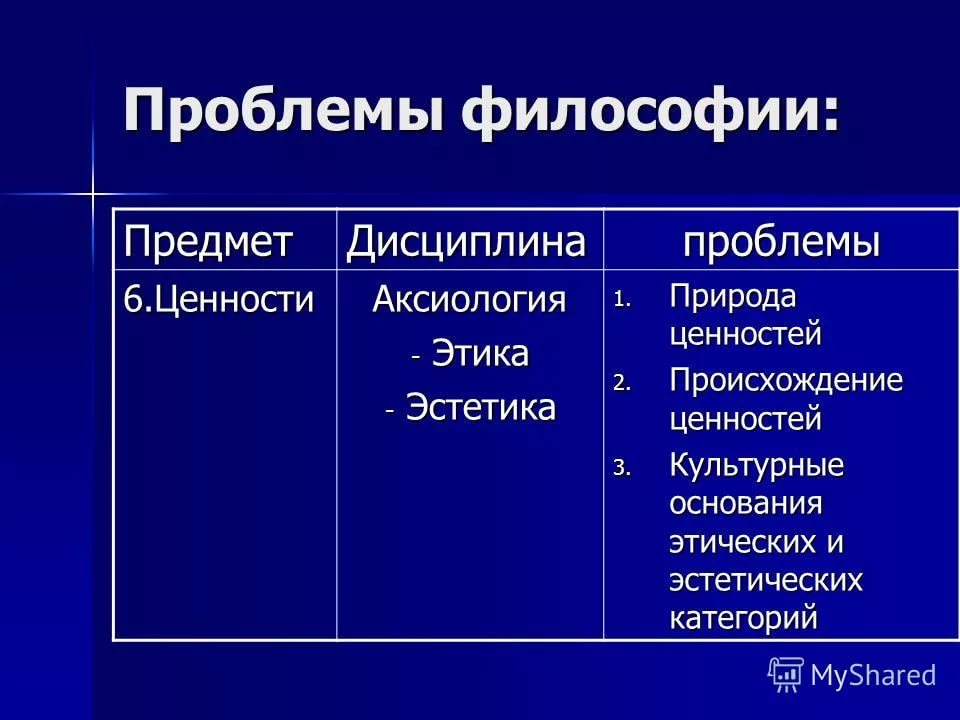 Проблемы философии:
Предмет
Дисциплина
проблемы
6.Ценности
Аксиология
- Этика
- Эстетика
1. Природа
ценностей
2. Происхождение
ценностей
3. Культурные
основания
этических и
эстетических
категорий
MyShared